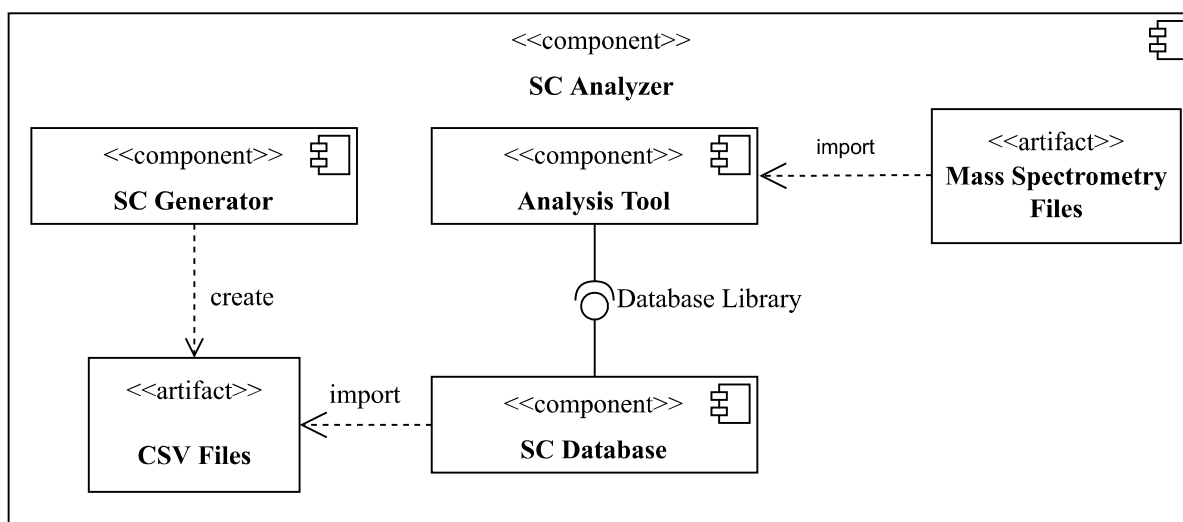 <<component>>
SC Analyzer
<<component>>
SC Generator
<<component>>
Analysis Tool
import
<<artifact>>
Mass Spectrometry
Files
create
Database Library
<<artifact>>
CSV Files
import
<<component>>
SC Database